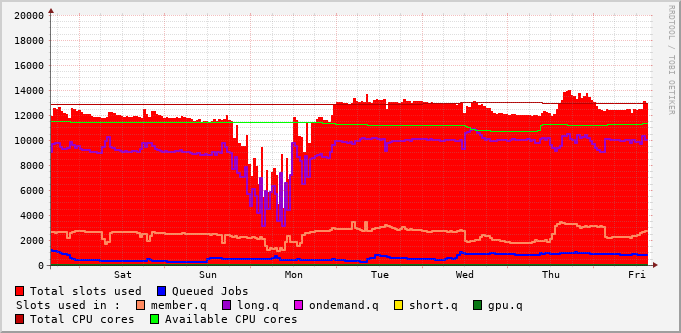 20000
18000
16000
14000
12000
10000
8000
6000
4000
2000
0
Sat Sun Mon Tue Wed Thu Fri
RRDTOOL / TOBI OETIKER
Total slots used Queued Jobs
Slots used in : member.q long.q ondemand.q short.q gpu.q
Total CPU cores Available CPU cores